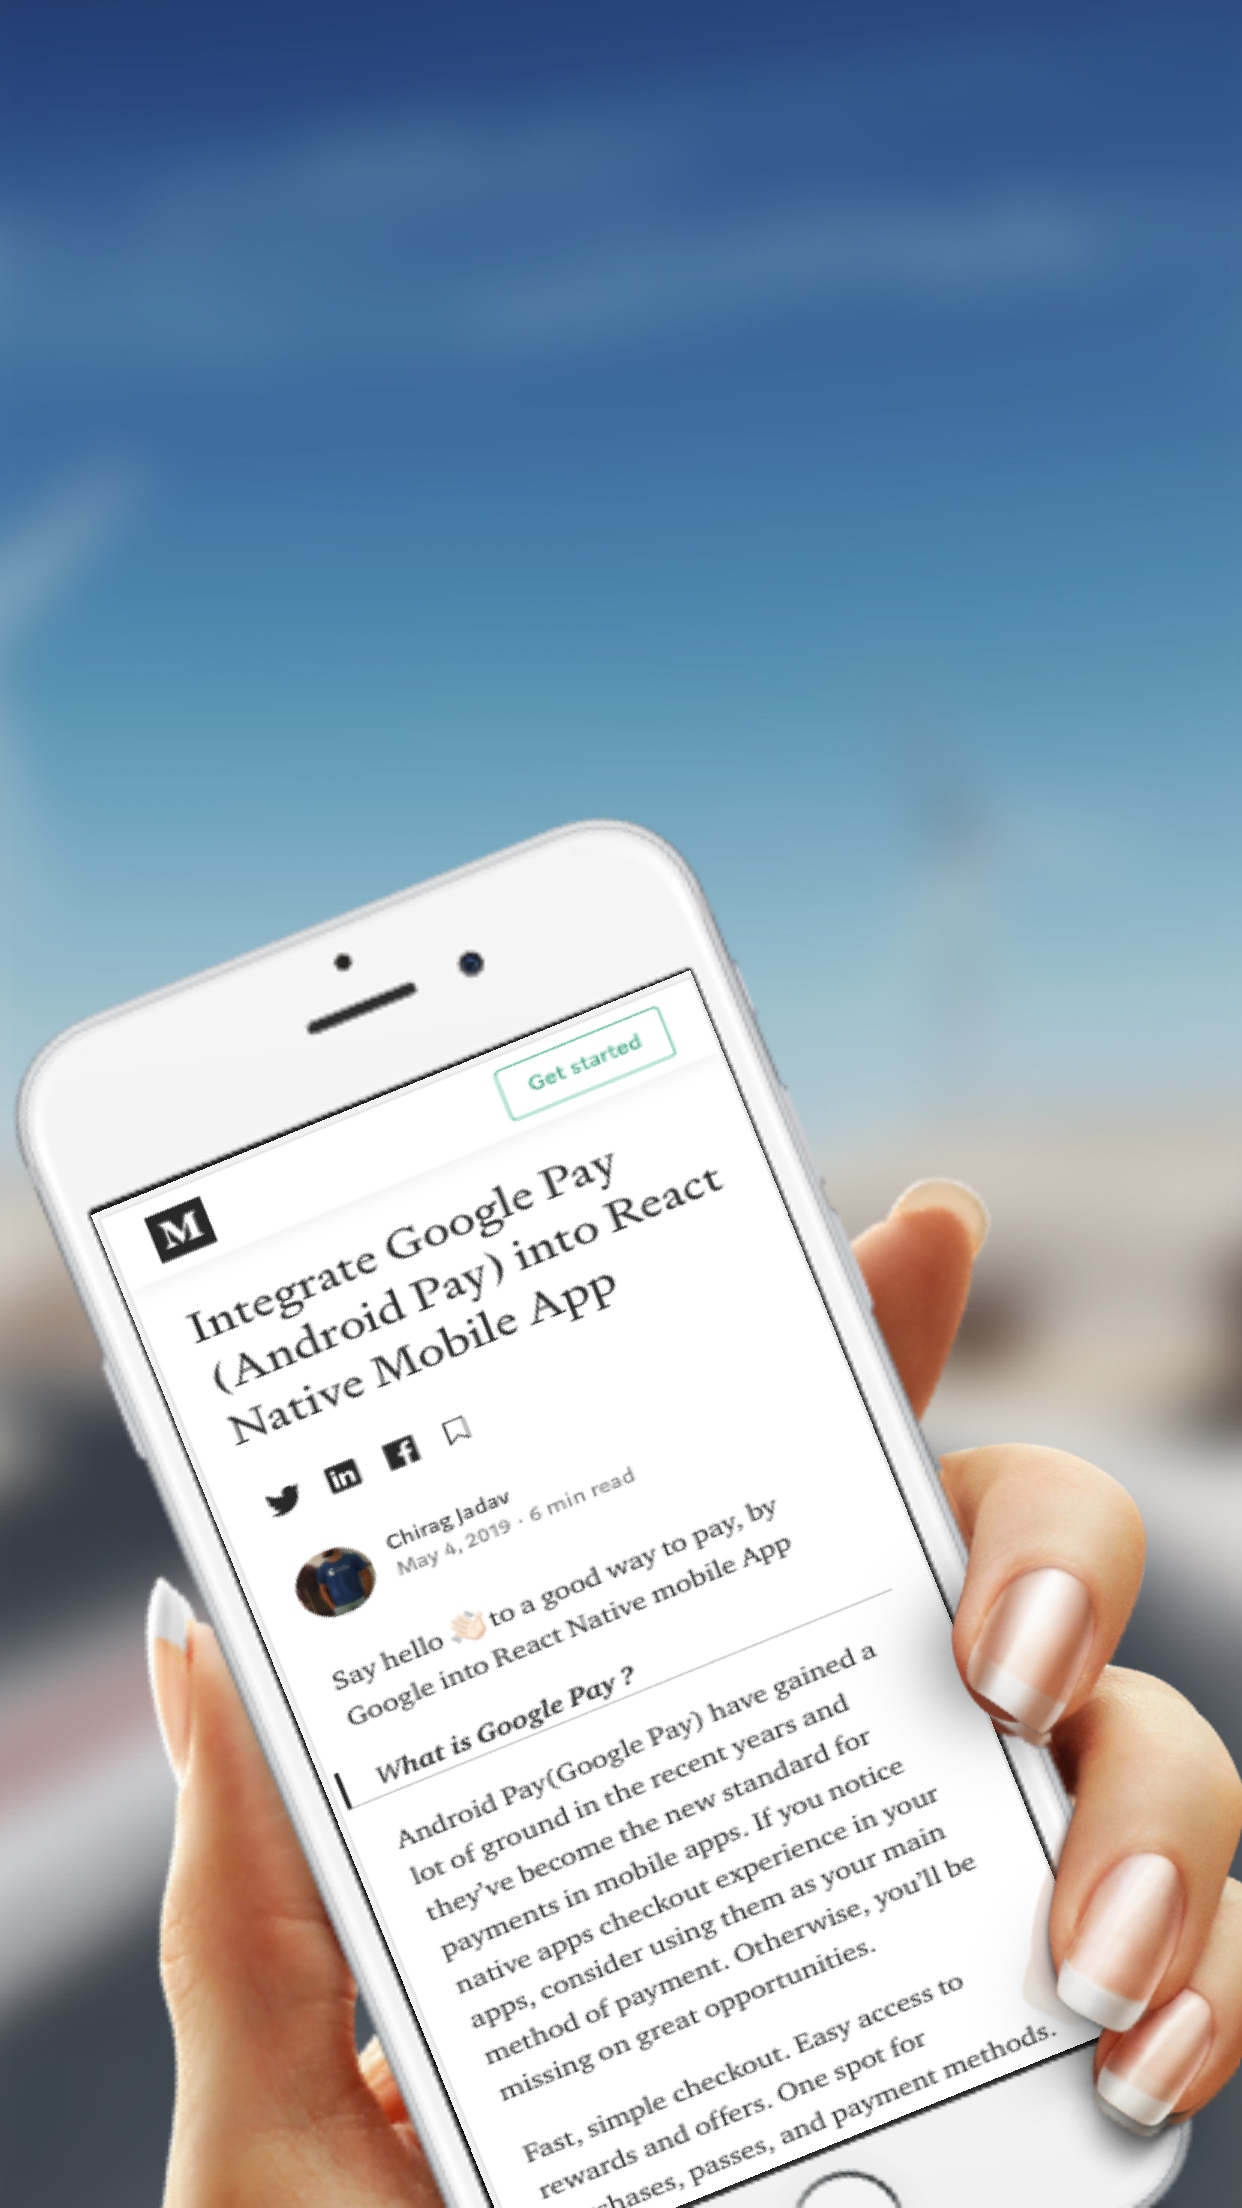 Get started
M
Integrate Google Pay
(Android Pay) into React
Native Mobile App
in f
Chirag Jadav
May 4, 2019 · 6 min read
Say hello 👋🏻 to a good way to pay, by
Google into React Native mobile App
What is Google Pay ?
Android Pay(Google Pay) have gained a
lot of ground in the recent years and
they've become the new standard for
payments in mobile apps. If you notice
native apps checkout experience in your
apps, consider using them as your main
method of payment. Otherwise, you'll be
missing on great opportunities.
Fast, simple checkout. Easy access to
rewards and offers. One spot for
passes, and payment methods.